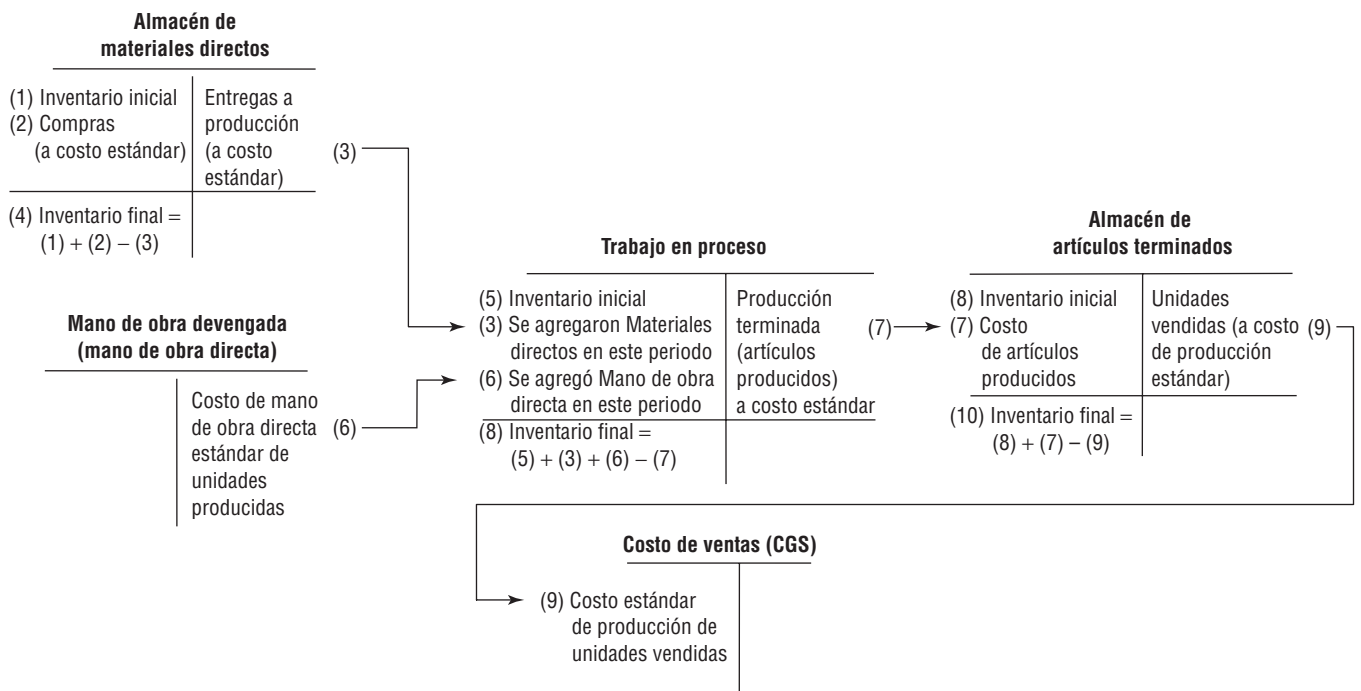 Almacén de
materiales directos
(1) Inventario inicial
(2) Compras
(a costo estándar)
Entregas a
producción
(a costo
estándar)
(3)
(4) Inventario final =
(1) + (2) – (3)
Mano de obra devengada
(mano de obra directa)
Costo de mano
de obra directa
estándar de
unidades
producidas
(6)
Trabajo en proceso
(5) Inventario inicial
(3) Se agregaron Materiales
directos en este periodo
(6) Se agregó Mano de obra
directa en este periodo
Producción
terminada
(artículos
producidos)
a costo estándar
(7)
(8) Inventario final =
(5) + (3) + (6) – (7)
Almacén de
artículos terminados
(8) Inventario inicial
(7) Costo
de artículos
producidos
Unidades
vendidas (a costo
de producción
estándar)
(9)
(10) Inventario final =
(8) + (7) – (9)
Costo de ventas (CGS)
(9) Costo estándar
de producción de
unidades vendidas